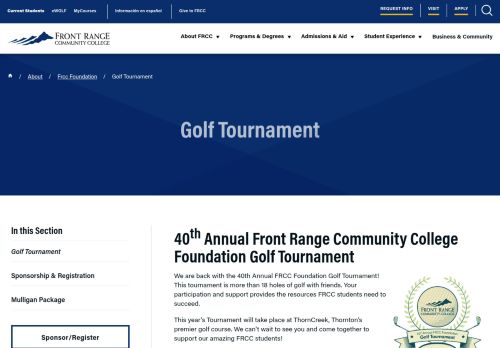 Current Students eWOLF MyCourses Información en español Give to FRCC REQUEST INFO VISIT APPLY
FRONT RANGE
COMMUNITY COLLEGE
About FRCC Programs & Degrees Admissions & Aid Student Experience Business & Community
/ About / Frcc Foundation / Golf Tournament
Golf Tournament
In this Section
Golf Tournament
Sponsorship & Registration
Mulligan Package
Sponsor/Register
40th Annual Front Range Community College
Foundation Golf Tournament
We are back with the 40th Annual FRCC Foundation Golf Tournament!
This tournament is more than 18 holes of golf with friends. Your
participation and support provides the resources FRCC students need to
succeed.
This year's Tournament will take place at ThornCreek, Thornton's
premier golf course. We can't wait to see you and come together to
support our amazing FRCC students!
FRONT RANGE
COMMUNITY COLLEGE
40th Annual FRCC Foundation
Golf Tournament